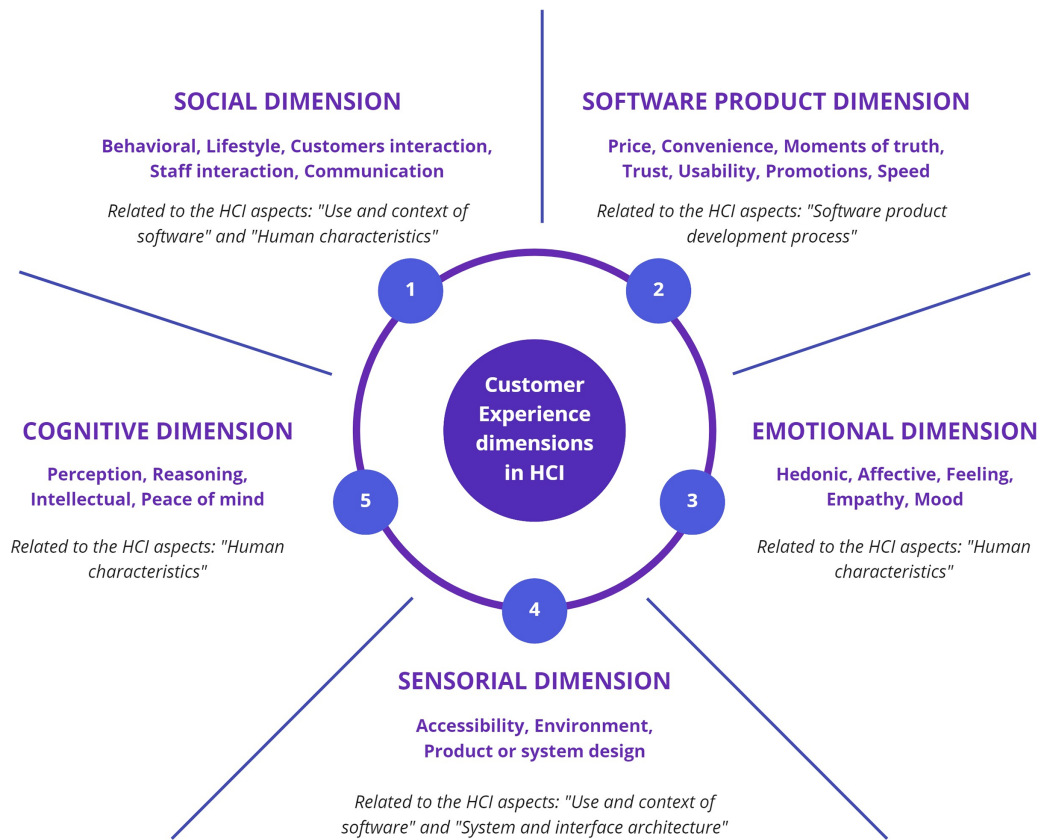 SOCIAL DIMENSION
Behavioral, Lifestyle, Customers interaction,
Staff interaction, Communication
Related to the HCI aspects: "Use and context of
software" and "Human characteristics"
SOFTWARE PRODUCT DIMENSION
Price, Convenience, Moments of truth,
Trust, Usability, Promotions, Speed
Related to the HCI aspects: "Software product
development process"
1
2
Customer
Experience
dimensions
in HCI
COGNITIVE DIMENSION
Perception, Reasoning,
Intellectual, Peace of mind
Related to the HCI aspects: "Human
characteristics"
5
3
EMOTIONAL DIMENSION
Hedonic, Affective, Feeling,
Empathy, Mood
Related to the HCI aspects: "Human
characteristics"
4
SENSORIAL DIMENSION
Accessibility, Environment,
Product or system design
Related to the HCI aspects: "Use and context of
software" and "System and interface architecture"